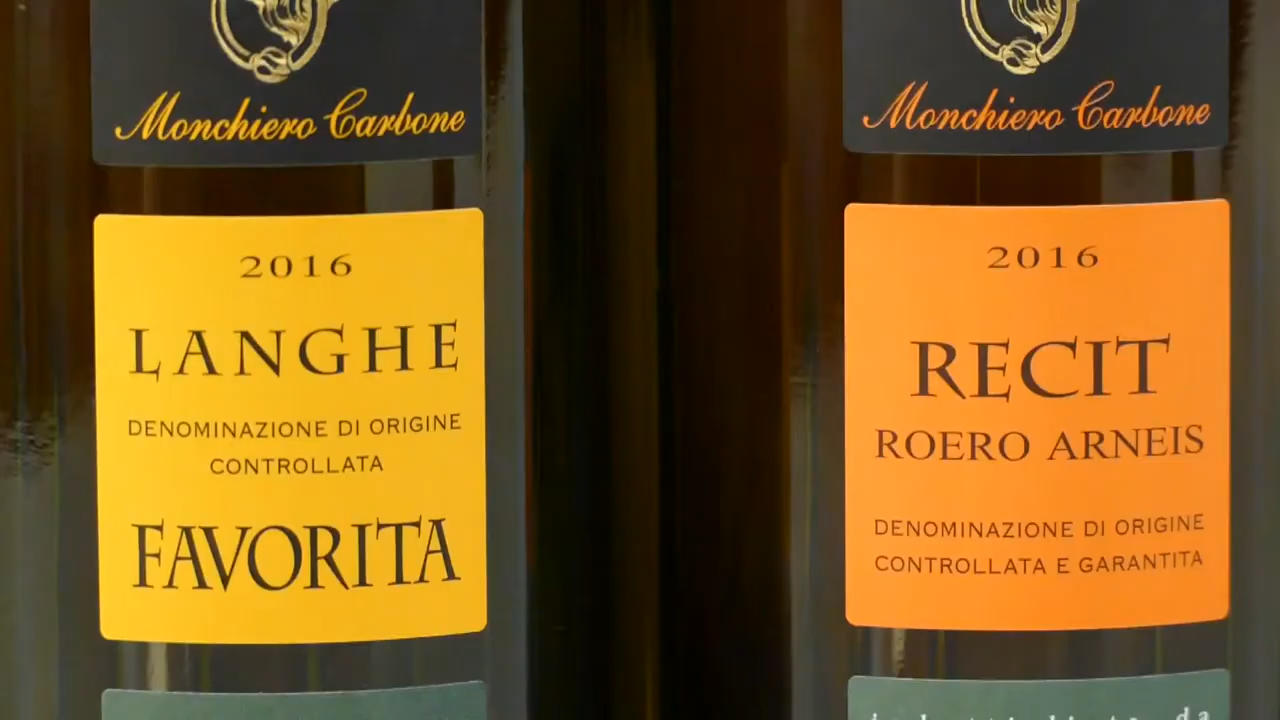 Monchiero Carbone
2016
LANGHE
DENOMINAZIONE DI ORIGINE
CONTROLLATA
FAVORITA
Monchiero Carbone
2016
RECIT
ROERO ARNEIS
DENOMINAZIONE DI ORIGINE
CONTROLLATA E GARANTITA